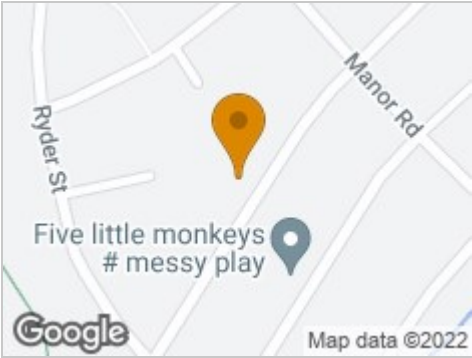 Manor Rd
Ryder St
Five little monkeys
# messy play
Google
Map data ©2022